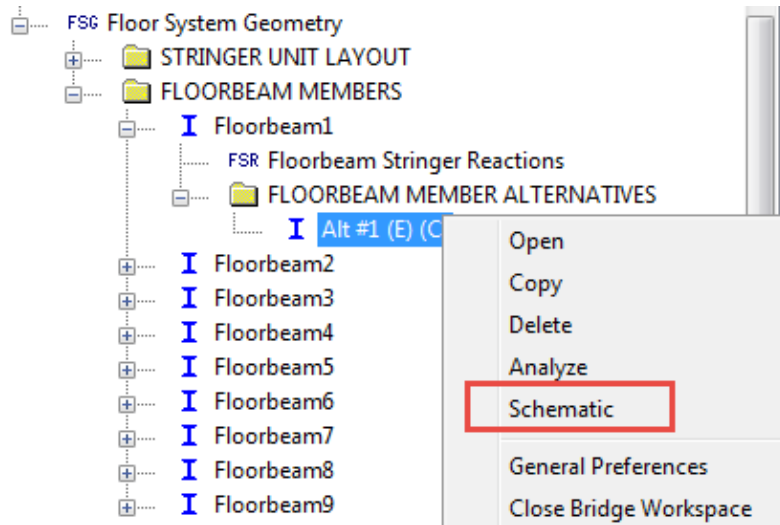 FSG Floor System Geometry
STRINGER UNIT LAYOUT
FLOORBEAM MEMBERS
Floorbeam1
FSR Floorbeam Stringer Reactions
FLOORBEAM MEMBER ALTERNATIVES
Alt #1 (E) (C
Open
Floorbeam2
Copy
Floorbeam3
Delete
Floorbeam4
Analyze
Floorbeam5
Schematic
Floorbeam6
Floorbeam7
General Preferences
Floorbeam8
Close Bridge Workspace
Floorbeam9